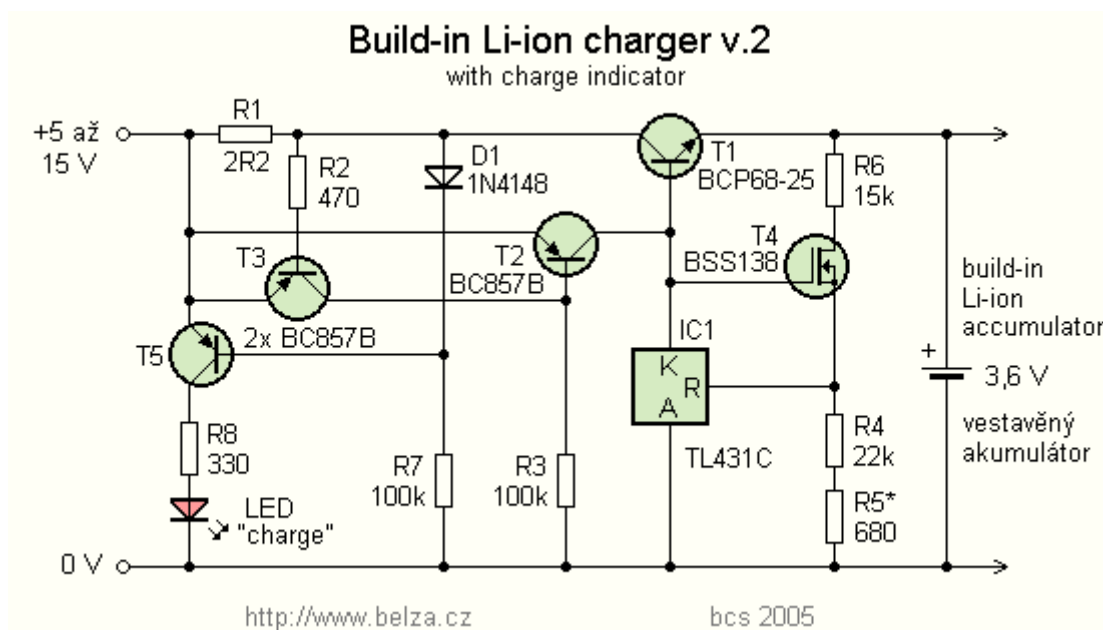 Build-in Li-ion charger v.2
with charge indicator
+5 až
15 V
R1
2R2
R2
470
D1
1N4148
T1
BCP68-25
R6
15k
T3
T2
BC857B
T4
BSS138
build-in
Li-ion
accumulator
+
3,6 V
vestavěný
akumulátor
T5
2x BC857B
IC1
K
R
A
TL431C
R4
22k
R5*
680
R8
330
R7
100k
R3
100k
LED
"charge"
0 V
http://www.belza.cz
bcs 2005